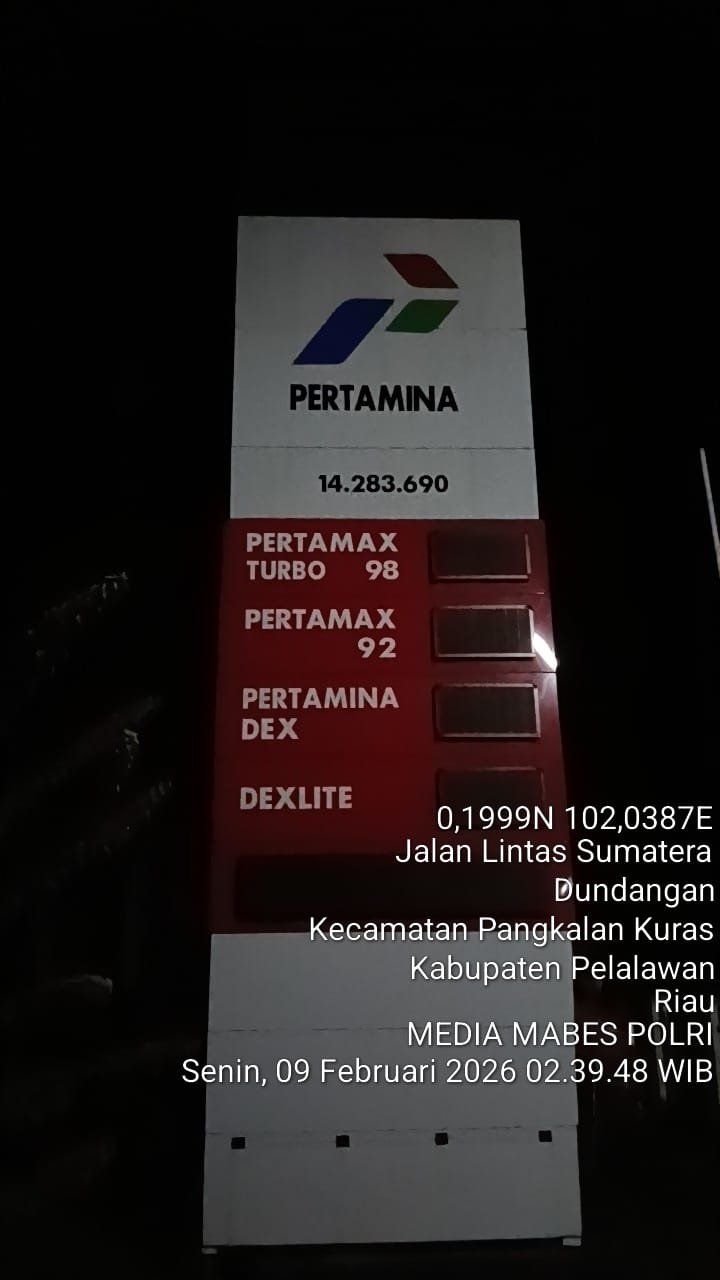 PERTAMINA
14.283.690
PERTAMAX
TURBO 98
PERTAMAX
92
PERTAMINA
DEX
DEXLITE
0,1999N 102,0387E
Jalan Lintas Sumatera
Dundangan
Kecamatan Pangkalan Kuras
Kabupaten Pelalawan
Riau
MEDIA MABES POLRI
Senin, 09 Februari 2026 02.39.48 WIB